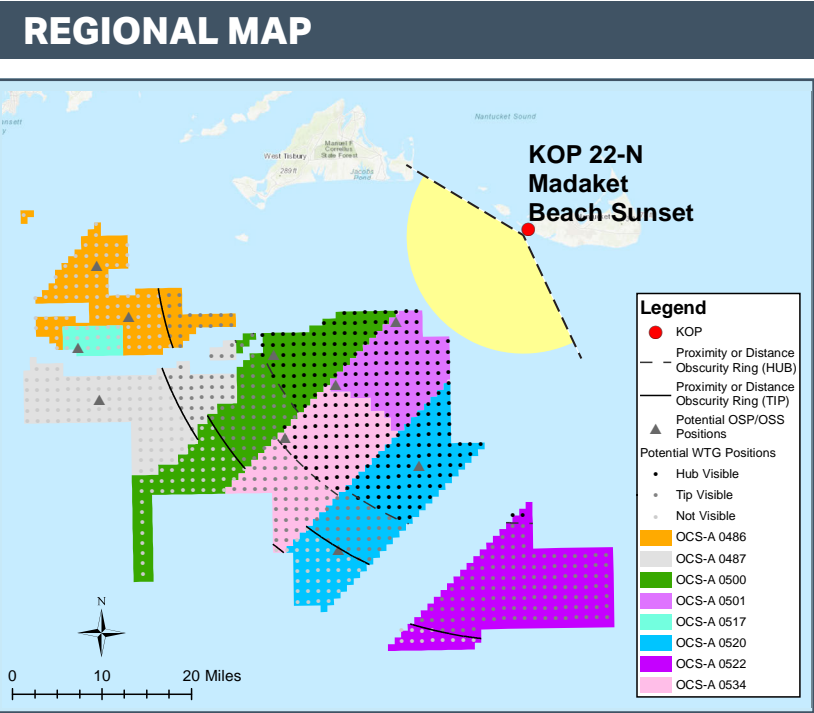 REGIONAL MAP
Nantucket Sound
West Tisbury
289 ft
State Forest
Jacobs
Pond
KOP 22-N
Madaket
Beach Sunset
Legend
KOP
Proximity or Distance
Obscurity Ring (HUB)
Proximity or Distance
Obscurity Ring (TIP)
Potential OSP/OSS
Positions
Potential WTG Positions
Hub Visible
Tip Visible
Not Visible
OCS-A 0486
OCS-A 0487
OCS-A 0500
OCS-A 0501
OCS-A 0517
OCS-A 0520
OCS-A 0522
OCS-A 0534
N
0 10 20 Miles